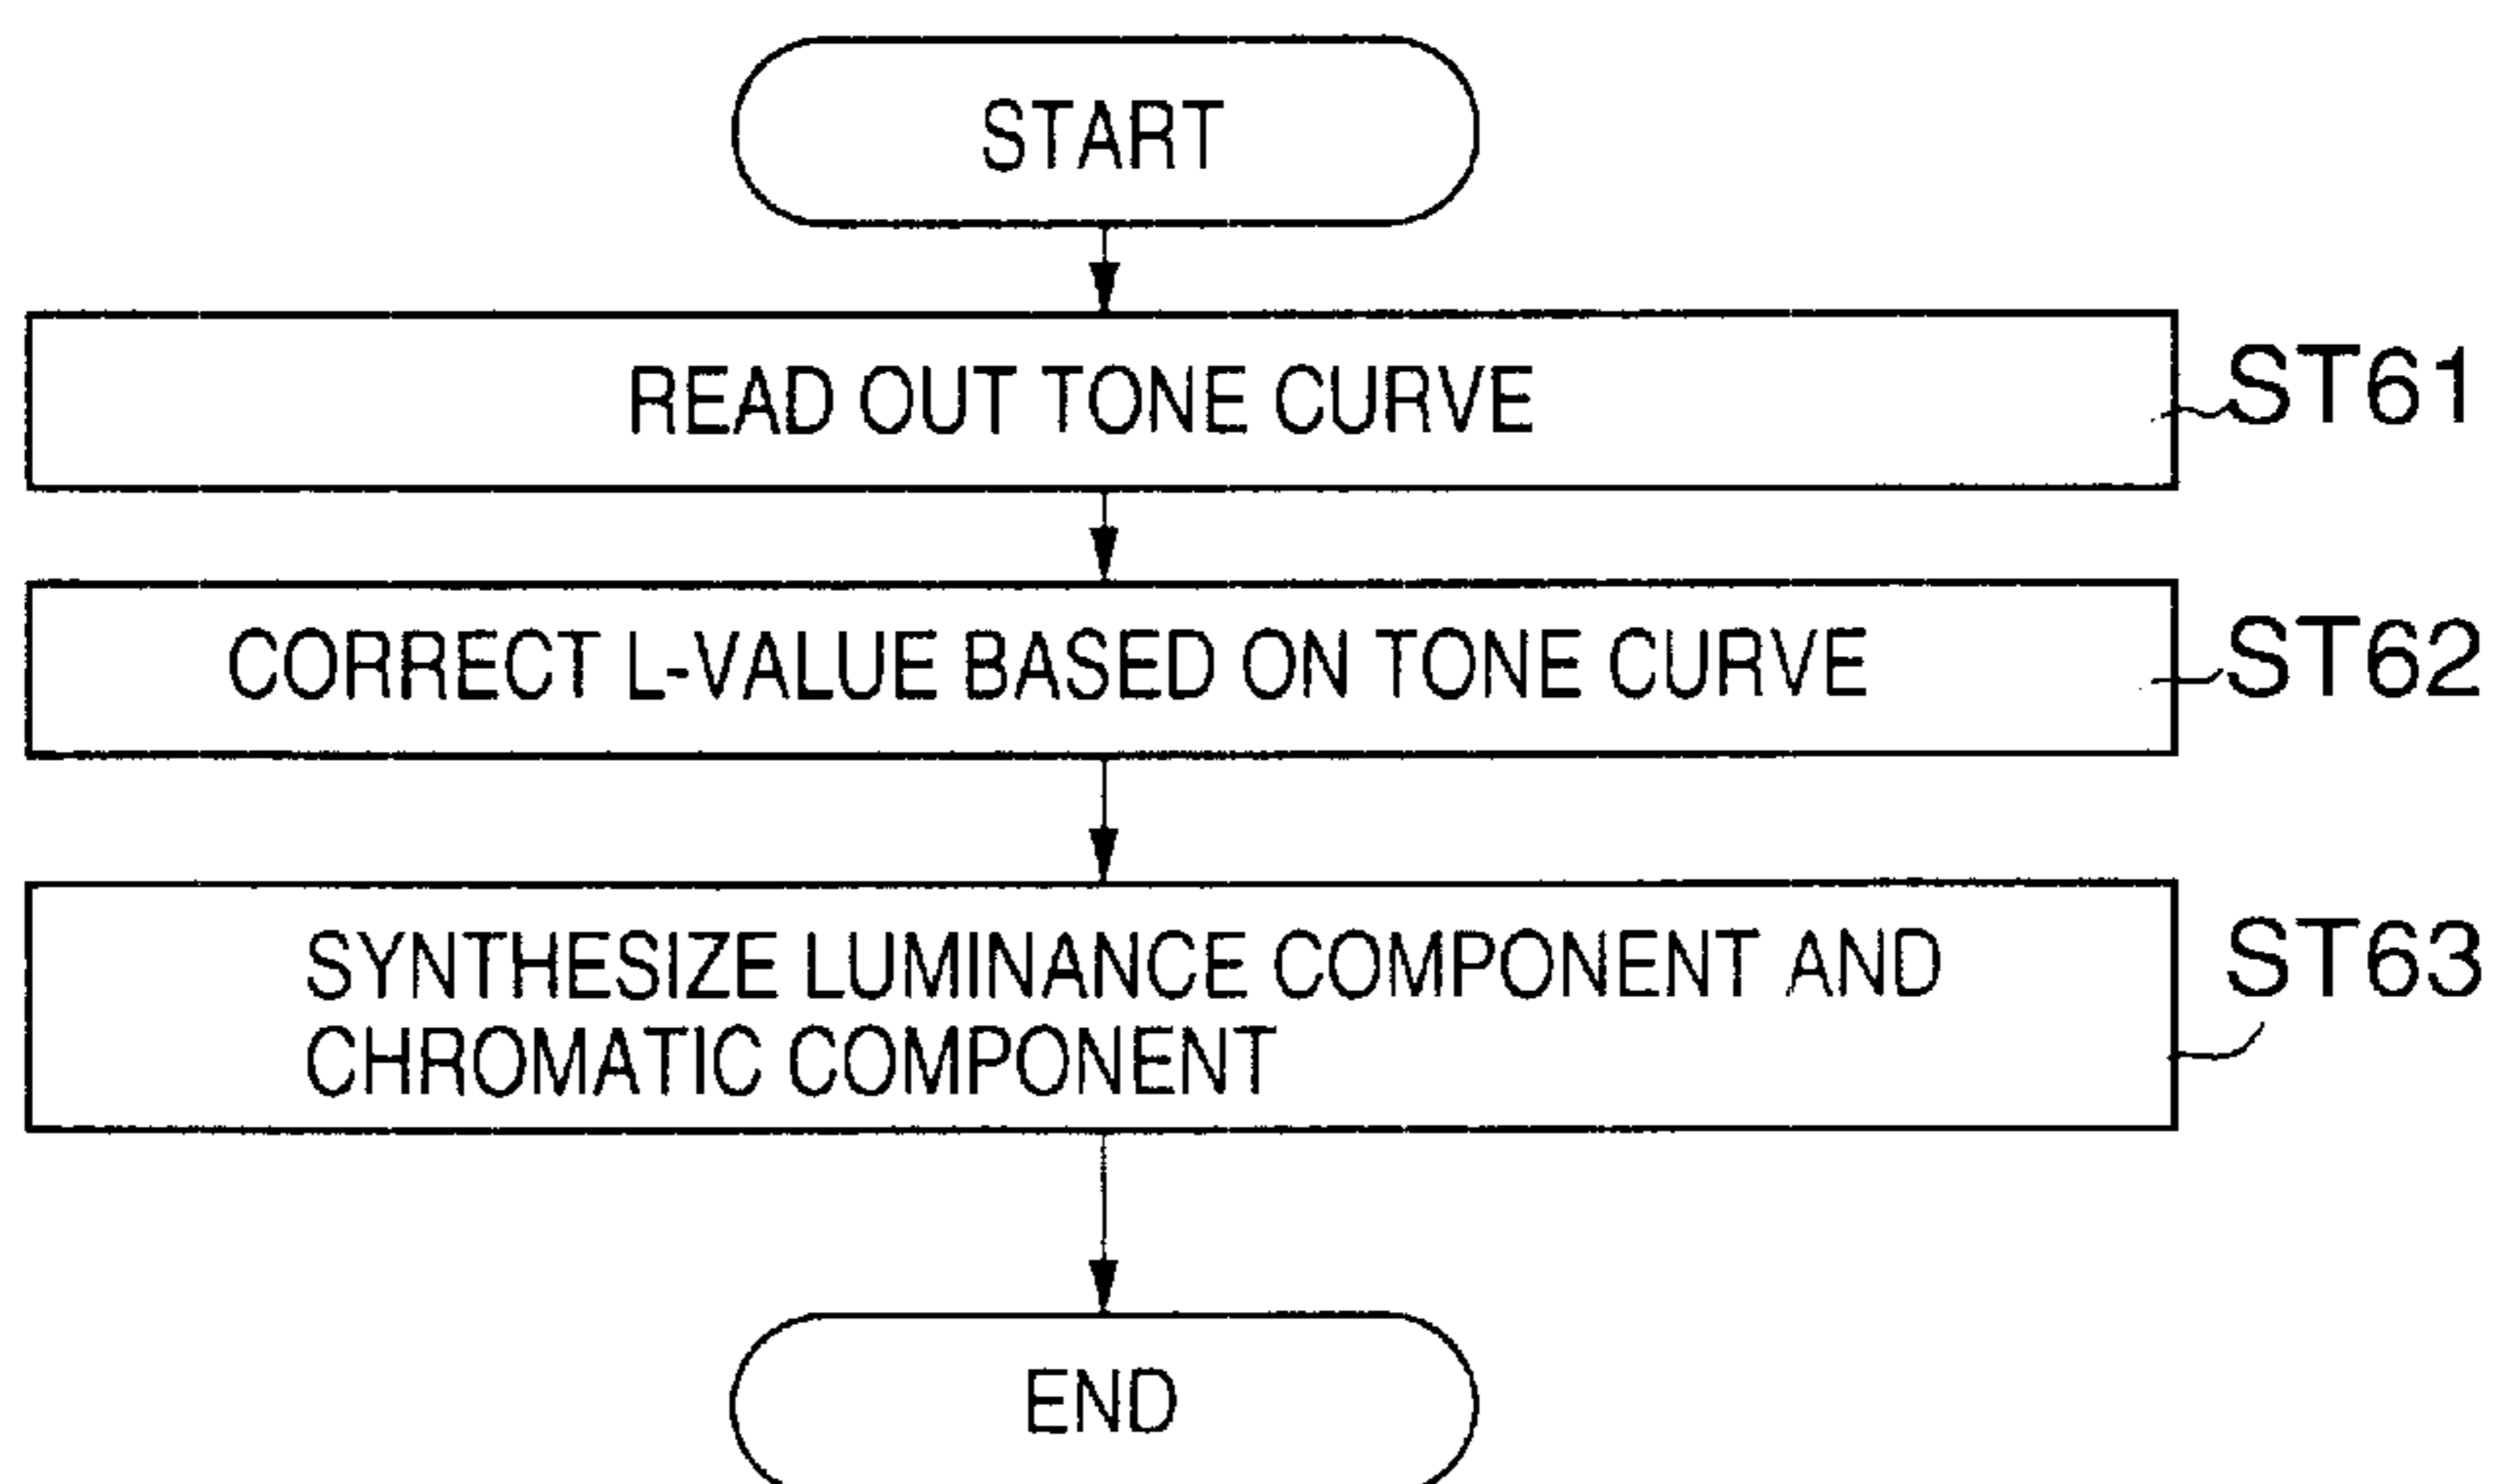 START
READ OUT TONE CURVE
ST61
CORRECT L-VALUE BASED ON TONE CURVE
ST62
SYNTHESIZE LUMINANCE COMPONENT AND
CHROMATIC COMPONENT
ST63
END